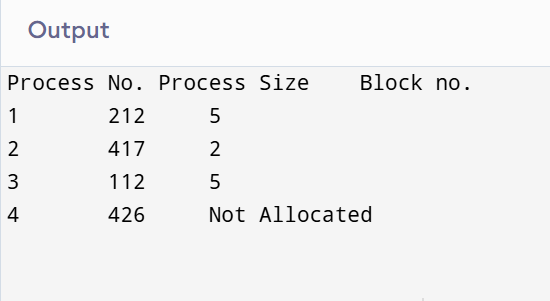 Output
Process No. Process Size    Block no.
1       212     5
2       417     2
3       112     5
4       426     Not Allocated